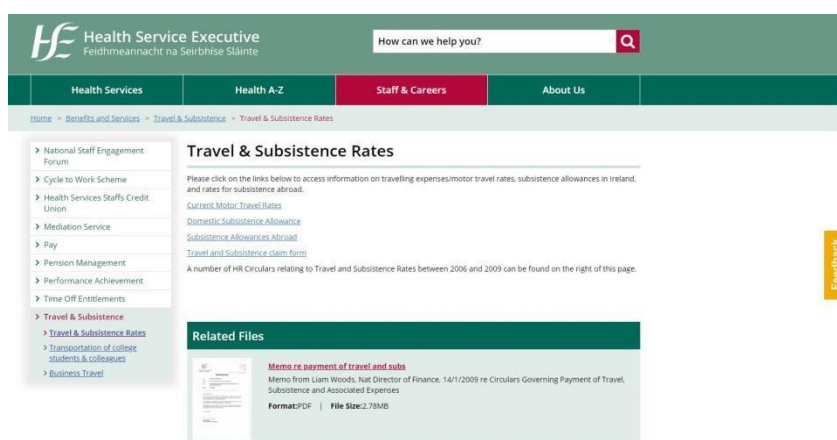 Health Service Executive
Feidhmeannacht na Seirbhíse Sláinte
How can we help you?
Health Services
Health A-Z
Staff & Careers
About Us
Home > Benefits and Services > Travel & Subsistence > Travel & Subsistence Rates
> National Staff Engagement
Forum
> Cycle to Work Scheme
> Health Services Staffs Credit
Union
> Mediation Service
> Pay
> Pension Management
> Performance Achievement
> Time Off Entitlements
> Travel & Subsistence
> Travel & Subsistence Rates
> Transportation of college
students & colleagues
> Business Travel
Travel & Subsistence Rates
Please click on the links below to access information on travelling expenses/motor travel rates, subsistence allowances in Ireland,
and rates for subsistence abroad.
Current Motor Travel Rates
Domestic Subsistence Allowance
Subsistence Allowances Abroad
Travel and Subsistence claim form
A number of HR Circulars relating to Travel and Subsistence Rates between 2006 and 2009 can be found on the right of this page.
Related Files
Memo re payment of travel and subs
Memo from Liam Woods, Nat Director of Finance, 14/1/2009 re Circulars Governing Payment of Travel,
Subsistence and Associated Expenses
Format:PDF | File Size:2.78MB
Feedback